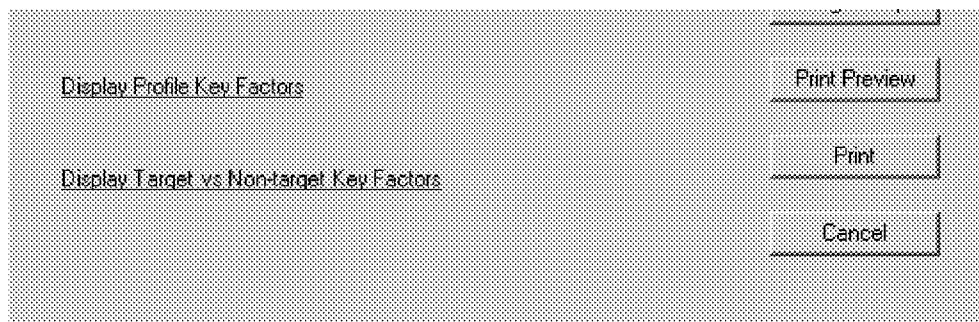 Display Profile Key Factors
Print Preview
Print
Display Target vs Non-target Key Factors
Cancel